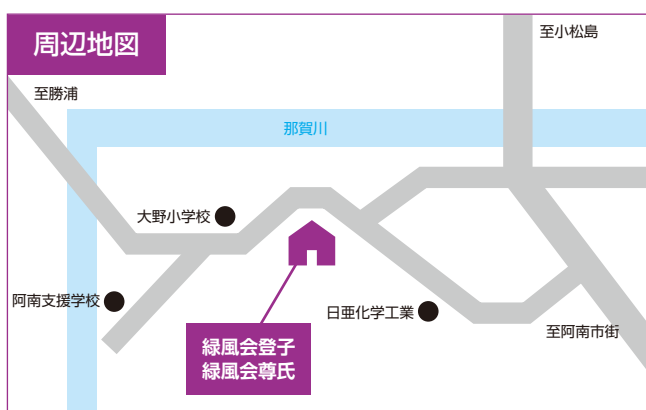 周辺地図
至小松島
至勝浦
那賀川
大野小学校
阿南支援学校
日亜化学工業
至阿南市街
緑風会登子
緑風会尊氏